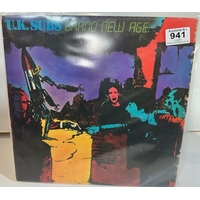 U.K. SUBS BRAND NEW AGE
941